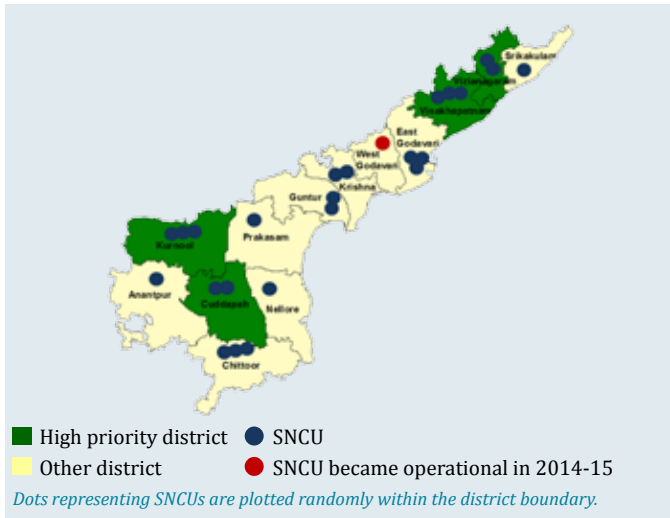 Srikakulam
Vizianagaram
Visakhapatnam
East
Godavari
West
Godavari
Krishna
Guntur
Prakasam
Kurnool
Anantpur
Cuddapah
Nellore
Chittoor
High priority district
SNCU
Other district
SNCU became operational in 2014-15
Dots representing SNCUs are plotted randomly within the district boundary.